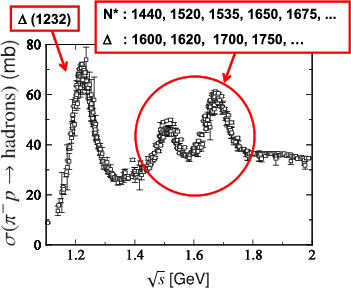 Δ (1232)
N* : 1440, 1520, 1535, 1650, 1675, ...
Δ : 1600, 1620, 1700, 1750, ...
σ(π⁻p → hadrons) (mb)
80
60
40
20
0
1.2 1.4 1.6 1.8 2
√s [GeV]